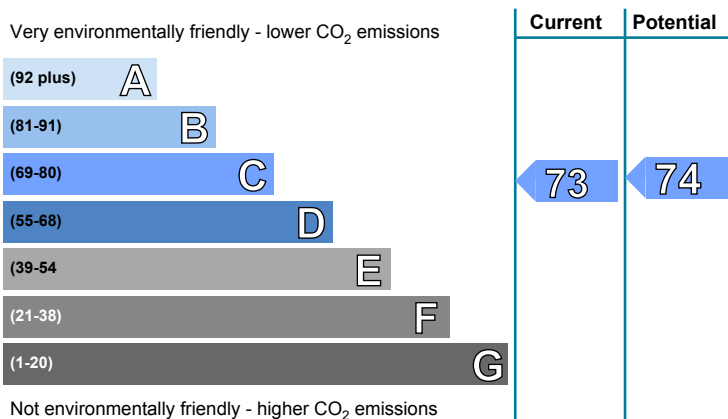 Very environmentally friendly - lower CO2 emissions
Current
Potential
(92 plus) A
(81-91) B
(69-80) C
73
74
(55-68) D
(39-54 E
(21-38) F
(1-20) G
Not environmentally friendly - higher CO2 emissions